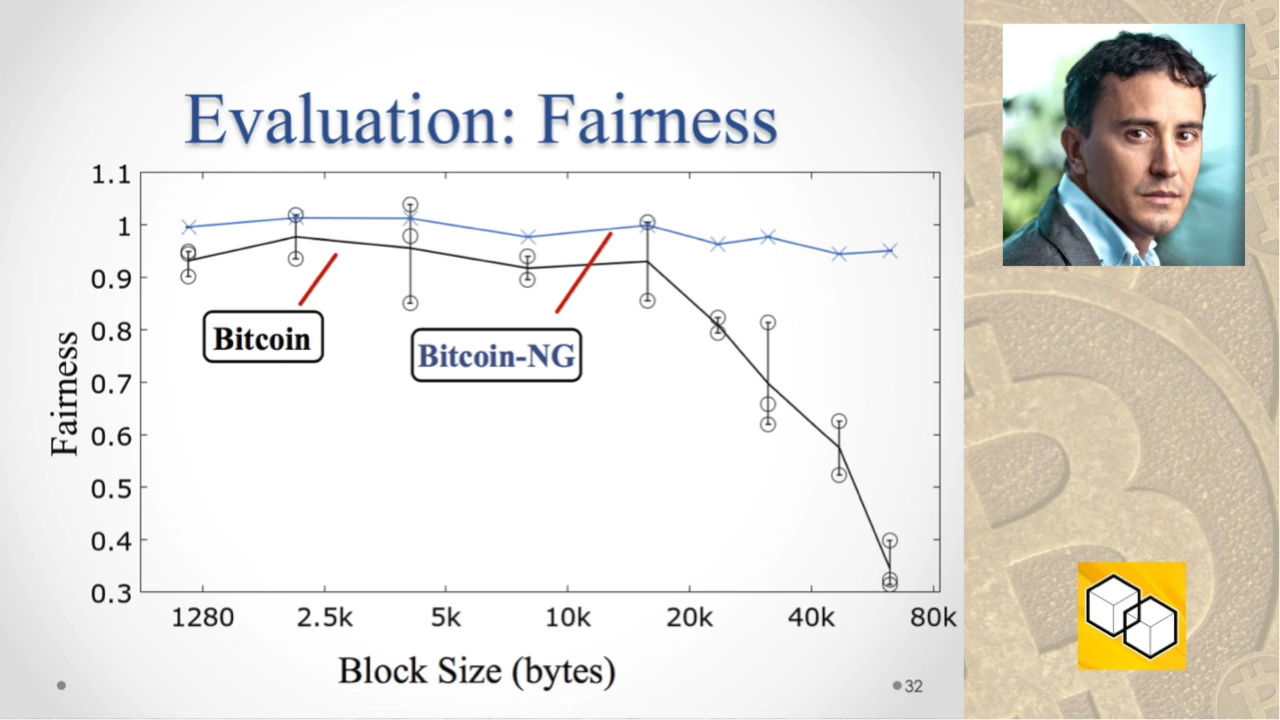 Evaluation: Fairness
1.1
1
0.9
0.8
0.7
0.6
0.5
0.4
0.3
Fairness
Bitcoin
Bitcoin-NG
1280 2.5k 5k 10k 20k 40k 80k
Block Size (bytes)
32